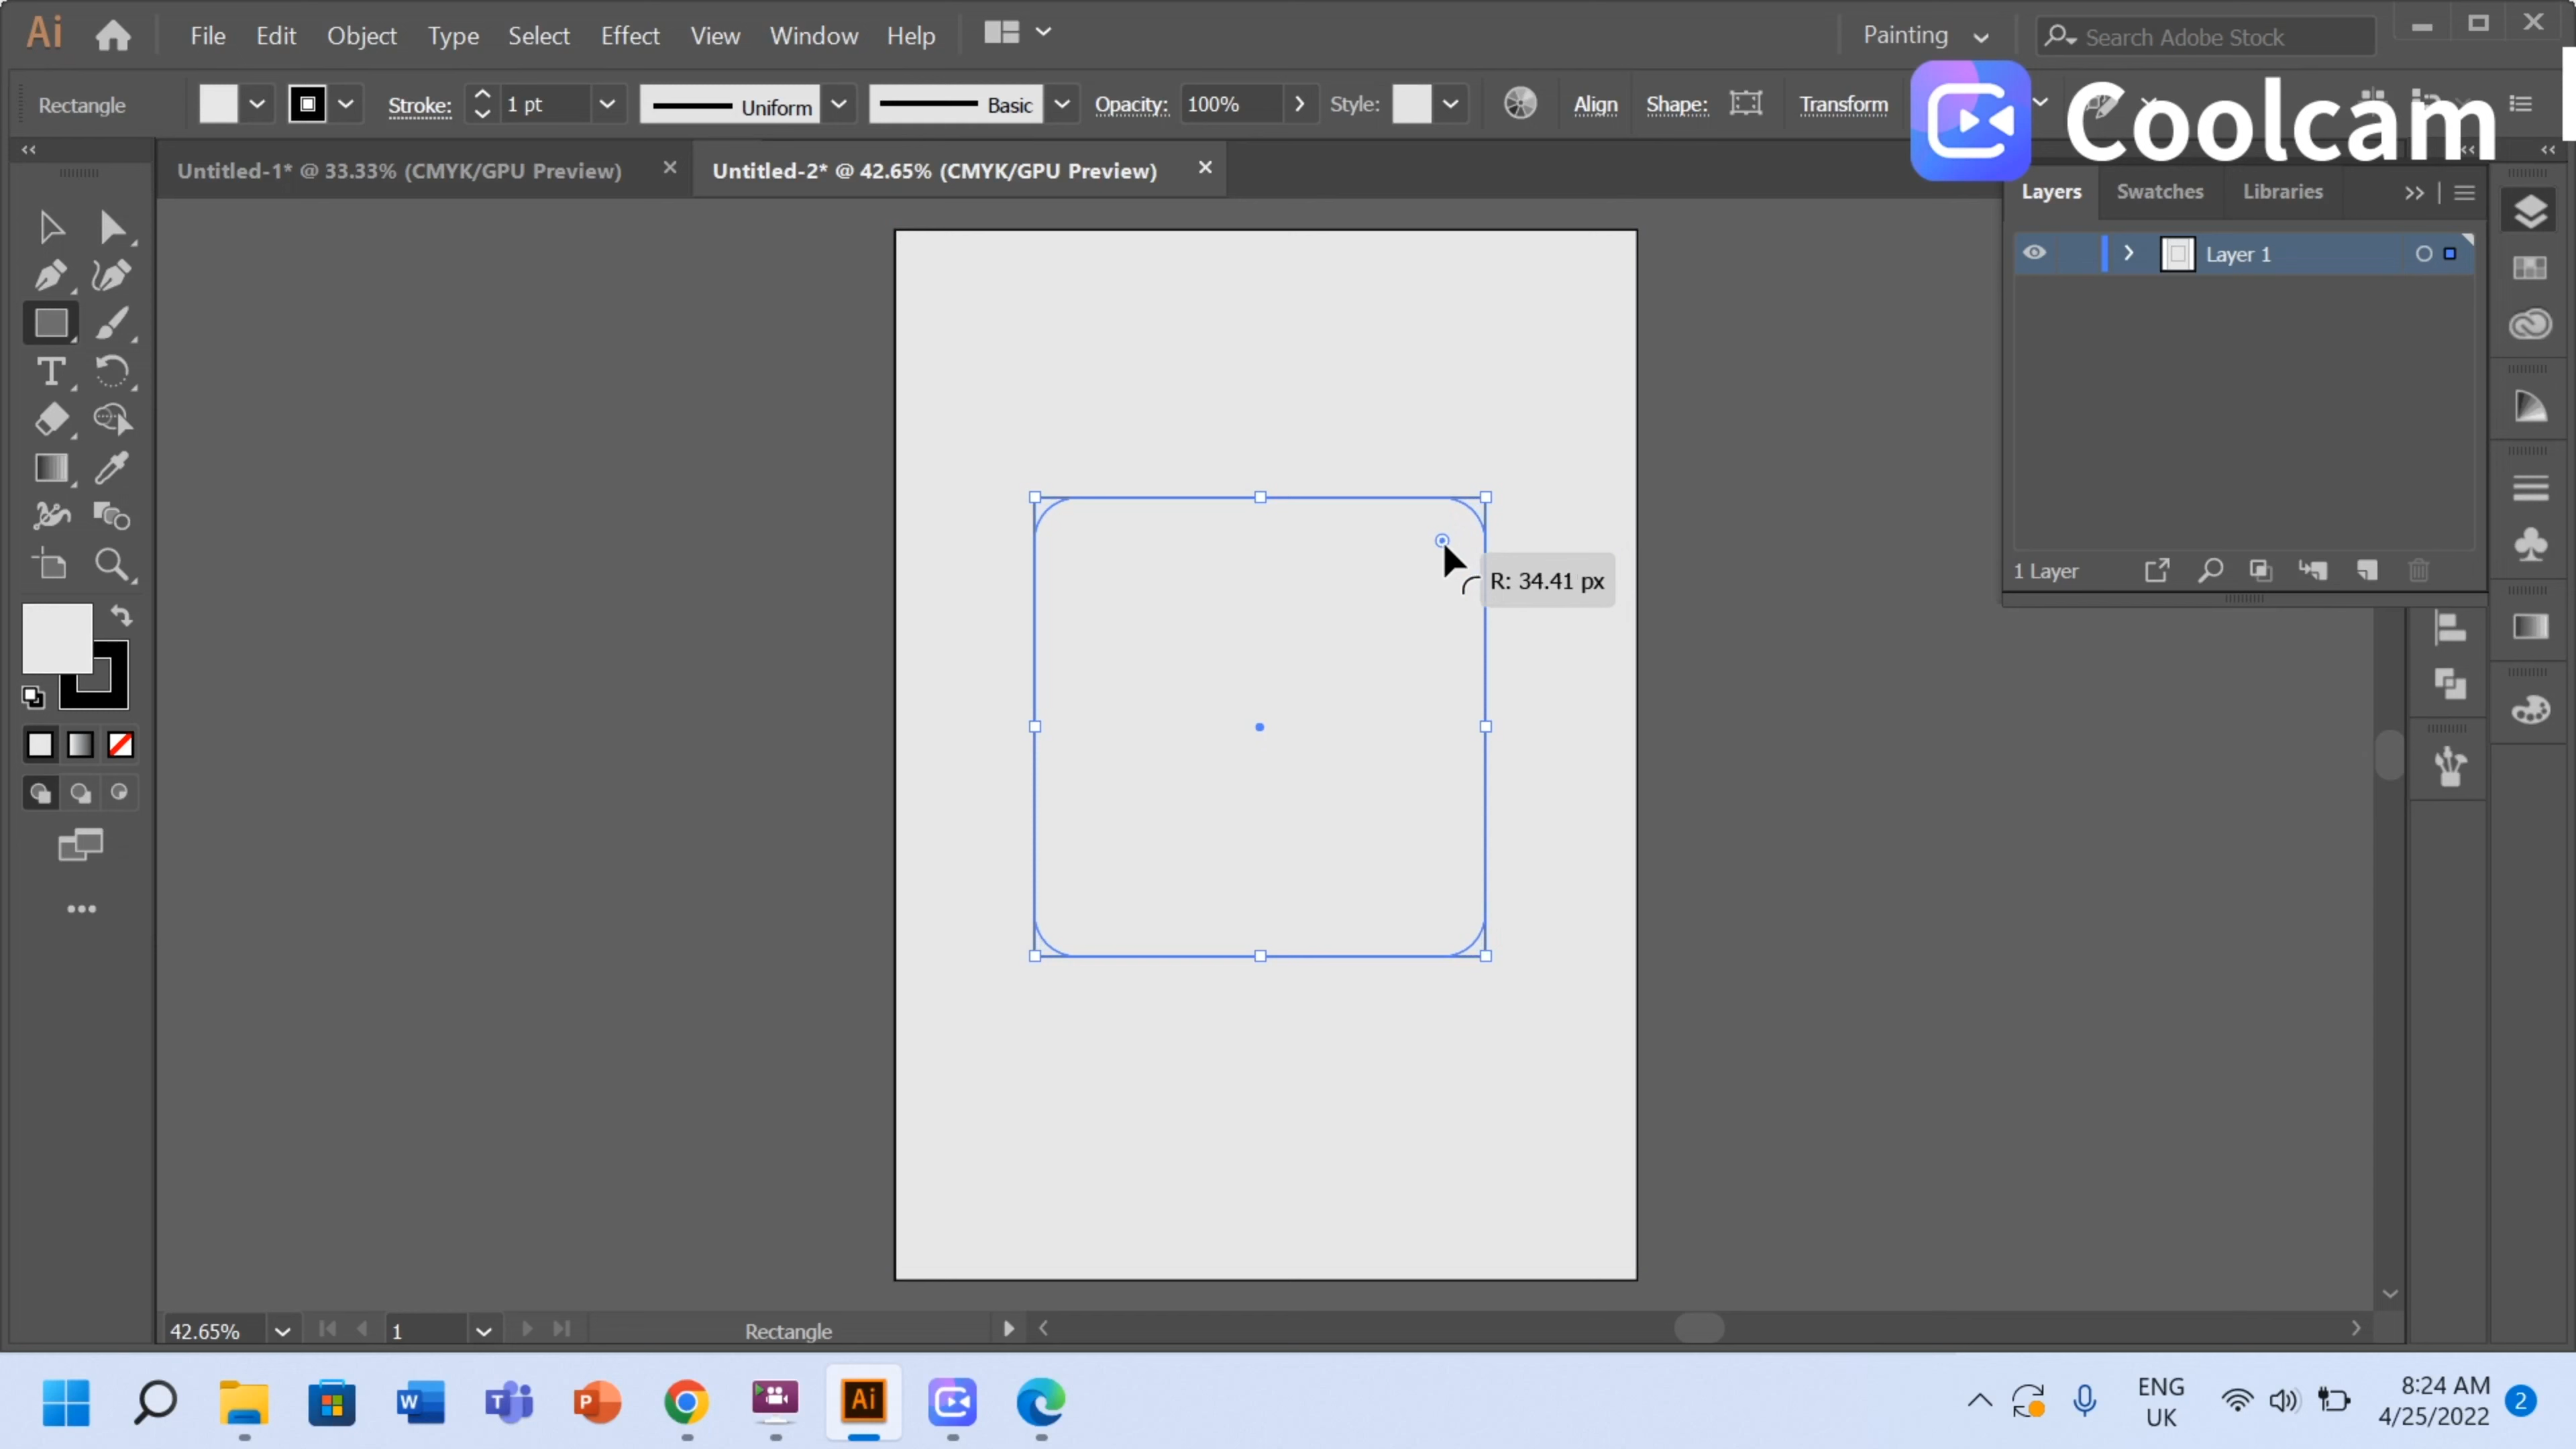 Ai File Edit Object Type Select Effect View Window Help Painting Search Adobe Stock
Rectangle Stroke: 1 pt Uniform Basic Opacity: 100% Style: Align Shape: Transform
Coolcam
Untitled-1* @ 33.33% (CMYK/GPU Preview) Untitled-2* @ 42.65% (CMYK/GPU Preview)
Layers Swatches Libraries
Layer 1
1 Layer
R: 34.41 px
42.65% 1 Rectangle
8:24 AM
ENG
UK
4/25/2022
2